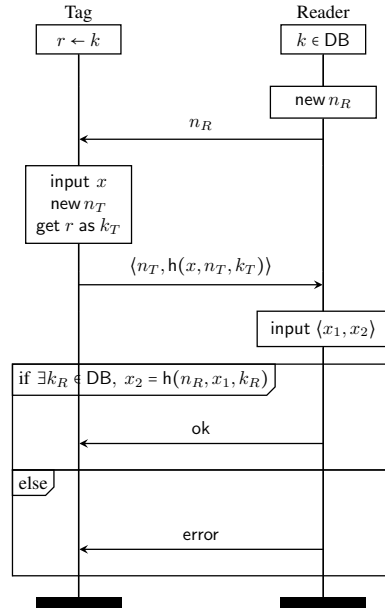 Tag Reader
r ← k k ∈ DB
new n_R
n_R
input x
new n_T
get r as k_T
⟨n_T, h(x, n_T, k_T)⟩
input ⟨x_1, x_2⟩
if ∃k_R ∈ DB, x_2 = h(n_R, x_1, k_R)
ok
else
error